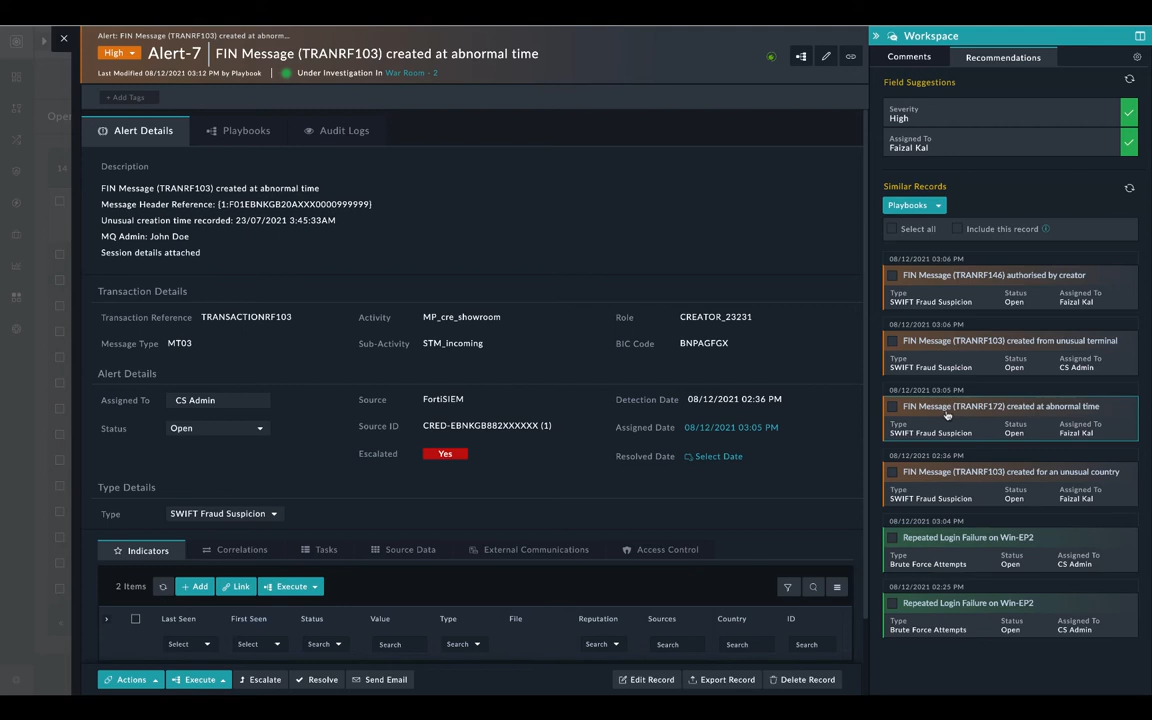 Alert: FIN Message (TRANRF103) created at abnorm...
High
Alert-7
FIN Message (TRANRF103) created at abnormal time
Last Modified 08/12/2021 03:12 PM by Playbook
Under Investigation In War Room - 2
+ Add Tags
Alert Details
Playbooks
Audit Logs
Description
FIN Message (TRANRF103) created at abnormal time
Message Header Reference: {1:F01EBNKGB20AXXX0000999999}
Unusual creation time recorded: 23/07/2021 3:45:33AM
MQ Admin: John Doe
Session details attached
Transaction Details
Transaction Reference TRANSACTIONRF103 Activity MP_cre_showroom Role CREATOR_23231
Message Type MT03 Sub-Activity STM_incoming BIC Code BNPAGFGX
Alert Details
Assigned To CS Admin Source FortiSIEM Detection Date 08/12/2021 02:36 PM
Status Open Source ID CRED-EBNKGB882XXXXXX (1) Assigned Date 08/12/2021 03:05 PM
Escalated Yes Resolved Date Select Date
Type Details
Type SWIFT Fraud Suspicion
Indicators Correlations Tasks Source Data External Communications Access Control
2 Items + Add Link Execute
Last Seen First Seen Status Value Type File Reputation Sources Country ID
Select Select Search Search Search Search Search Search Search
Actions Execute Escalate Resolve Send Email Edit Record Export Record Delete Record
Workspace
Comments Recommendations
Field Suggestions
Severity
High
Assigned To
Faizal Kal
Similar Records
Playbooks
Select all Include this record
08/12/2021 03:06 PM
FIN Message (TRANRF146) authorised by creator
Type Status Assigned To
SWIFT Fraud Suspicion Open Faizal Kal
08/12/2021 03:06 PM
FIN Message (TRANRF103) created from unusual terminal
Type Status Assigned To
SWIFT Fraud Suspicion Open CS Admin
08/12/2021 03:05 PM
FIN Message (TRANRF172) created at abnormal time
Type Status Assigned To
SWIFT Fraud Suspicion Open Faizal Kal
08/12/2021 02:36 PM
FIN Message (TRANRF103) created for an unusual country
Type Status Assigned To
SWIFT Fraud Suspicion Open Faizal Kal
08/12/2021 03:04 PM
Repeated Login Failure on Win-EP2
Type Status Assigned To
Brute Force Attempts Open CS Admin
08/12/2021 02:25 PM
Repeated Login Failure on Win-EP2
Type Status Assigned To
Brute Force Attempts Open CS Admin
Ope
14